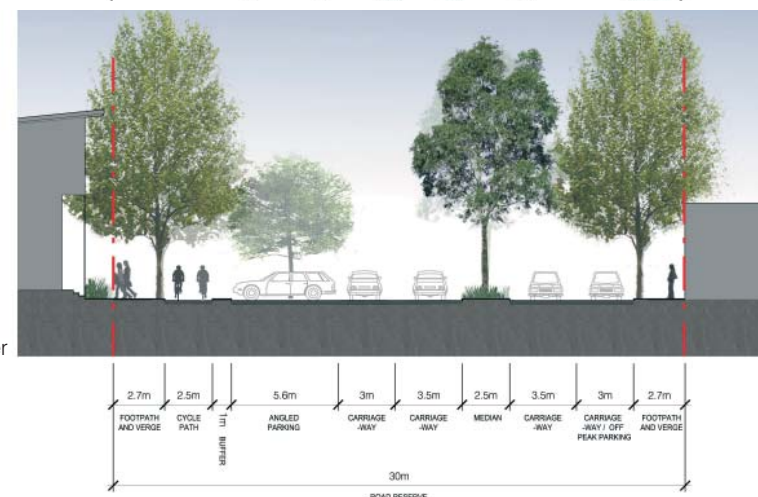 er
2.7m 2.5m 5.6m 3m 3.5m 2.5m 3.5m 3m 2.7m
FOOTPATH AND VERGE
CYCLE PATH
1m BUFFER
ANGLED PARKING
CARRIAGE -WAY
CARRIAGE -WAY
MEDIAN
CARRIAGE -WAY
CARRIAGE -WAY / OFF PEAK PARKING
FOOTPATH AND VERGE
30m
ROAD RESERVE